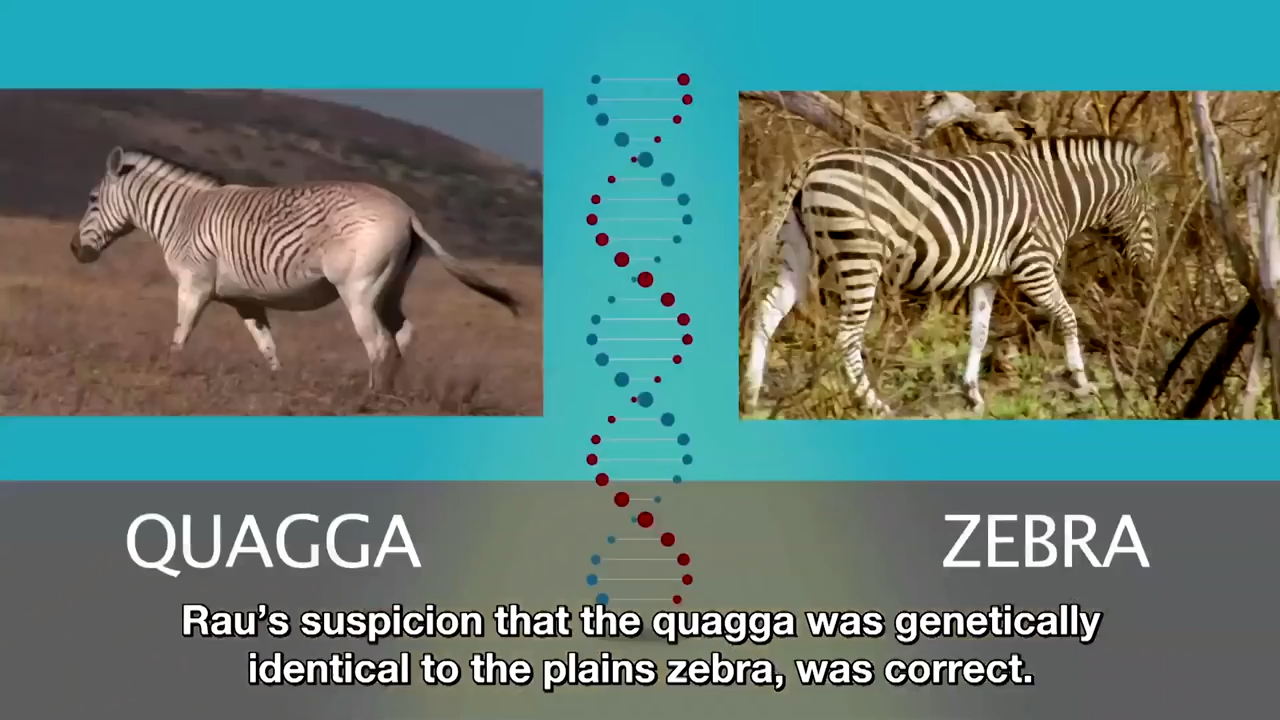 QUAGGA
ZEBRA
Rau’s suspicion that the quagga was genetically
identical to the plains zebra, was correct.